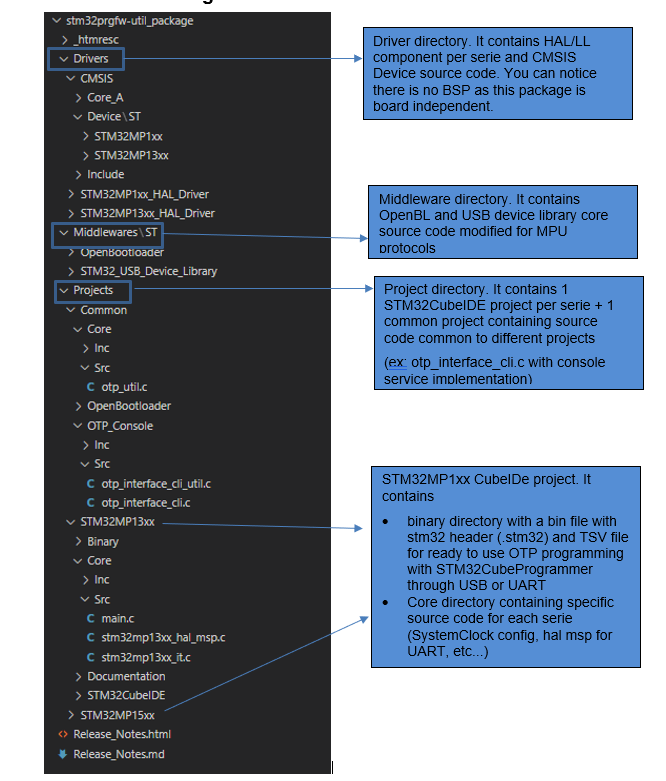 stm32prgfw-util_package
_htmresc
Drivers
CMSIS
Core_A
Device\ST
STM32MP1xx
STM32MP13xx
Include
STM32MP1xx_HAL_Driver
STM32MP13xx_HAL_Driver
Middlewares\ST
OpenBootloader
STM32_USB_Device_Library
Projects
Common
Core
Inc
Src
C otp_util.c
OpenBootloader
OTP_Console
Inc
Src
C otp_interface_cli_util.c
C otp_interface_cli.c
STM32MP13xx
Binary
Core
Inc
Src
C main.c
C stm32mp13xx_hal_msp.c
C stm32mp13xx_it.c
Documentation
STM32CubeIDE
STM32MP15xx
Release_Notes.html
Release_Notes.md
Driver directory. It contains HAL/LL
component per serie and CMSIS
Device source code. You can notice
there is no BSP as this package is
board independent.
Middleware directory. It contains
OpenBL and USB device library core
source code modified for MPU
protocols
Project directory. It contains 1
STM32CubeIDE project per serie + 1
common project containing source
code common to different projects
(ex: otp_interface_cli.c with console
service implementation)
STM32MP1xx CubeIDe project. It
contains
• binary directory with a bin file with
stm32 header (.stm32) and TSV file
for ready to use OTP programming
with STM32CubeProgrammer
through USB or UART
• Core directory containing specific
source code for each serie
(SystemClock config, hal msp for
UART, etc...)